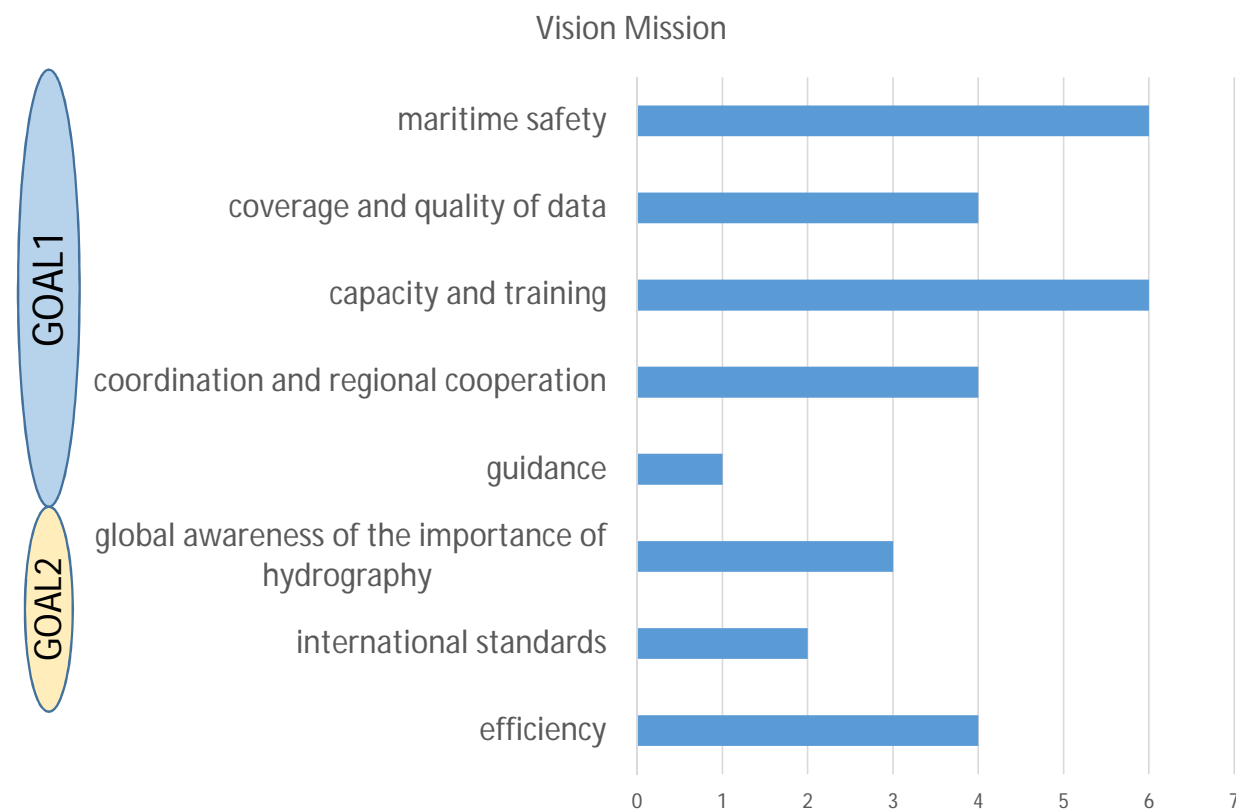 Vision Mission
GOAL1
maritime safety
coverage and quality of data
capacity and training
coordination and regional cooperation
guidance
GOAL2
global awareness of the importance of
hydrography
international standards
efficiency
0 1 2 3 4 5 6 7